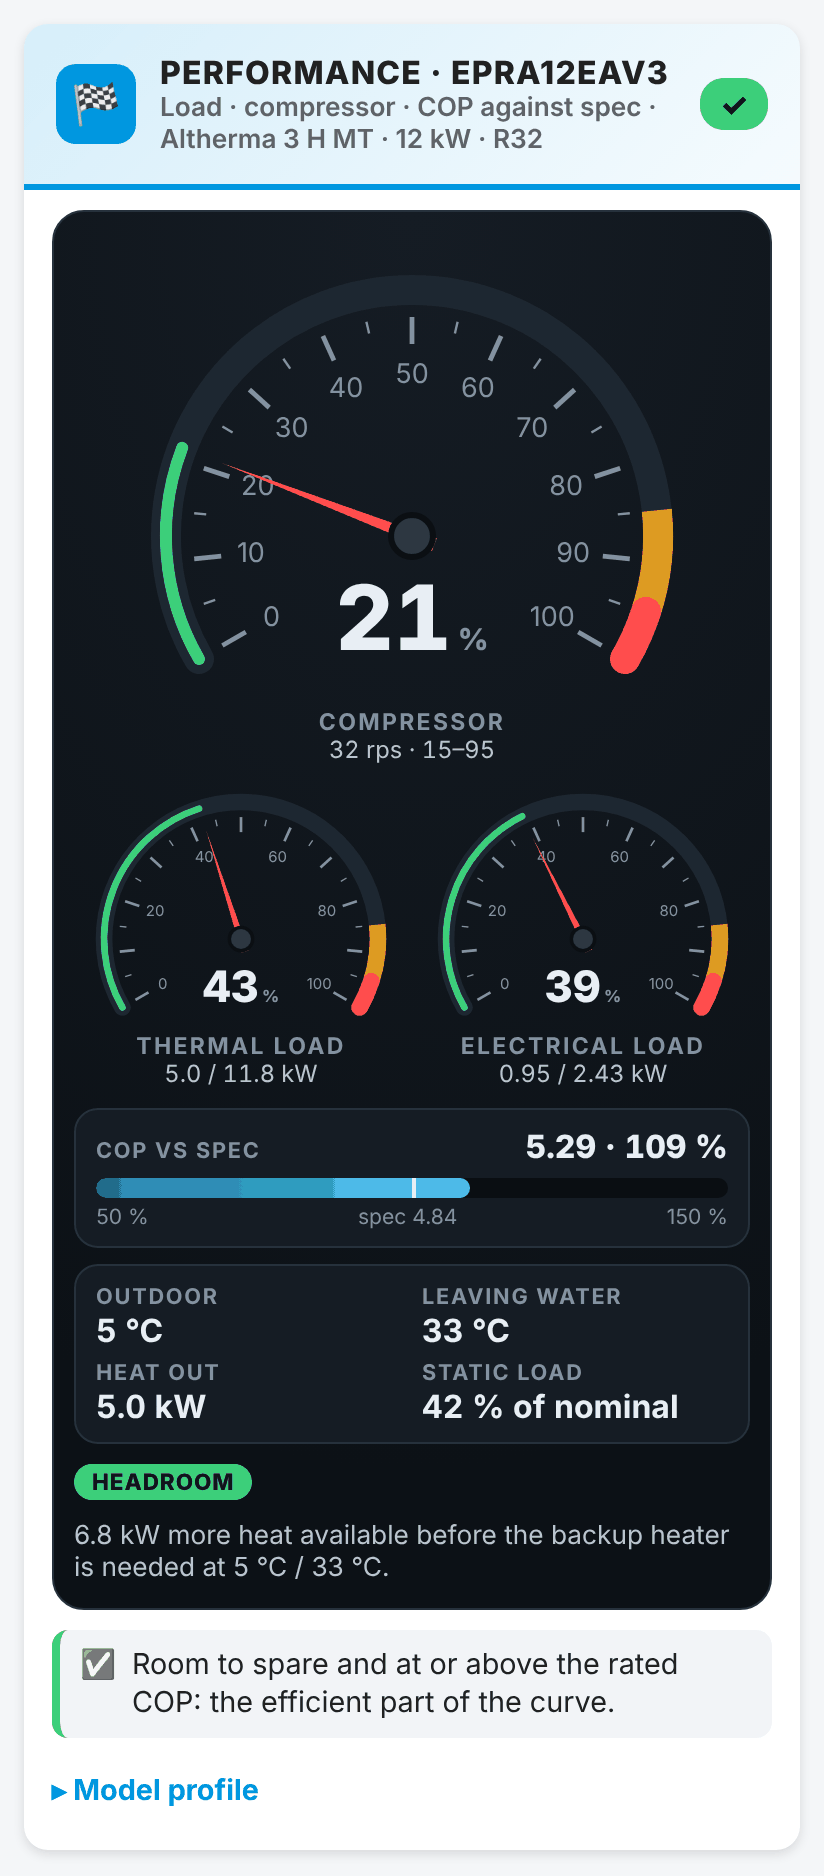 PERFORMANCE · EPRA12EAV3
Load · compressor · COP against spec ·
Altherma 3 H MT · 12 kW · R32
0
10
20
30
40
50
60
70
80
90
100
21 %
COMPRESSOR
32 rps · 15–95
0
20
40
60
80
100
43 %
THERMAL LOAD
5.0 / 11.8 kW
0
20
40
60
80
100
39 %
ELECTRICAL LOAD
0.95 / 2.43 kW
COP VS SPEC
5.29 · 109 %
50 %
spec 4.84
150 %
OUTDOOR
5 °C
LEAVING WATER
33 °C
HEAT OUT
5.0 kW
STATIC LOAD
42 % of nominal
HEADROOM
6.8 kW more heat available before the backup heater
is needed at 5 °C / 33 °C.
Room to spare and at or above the rated
COP: the efficient part of the curve.
▸ Model profile